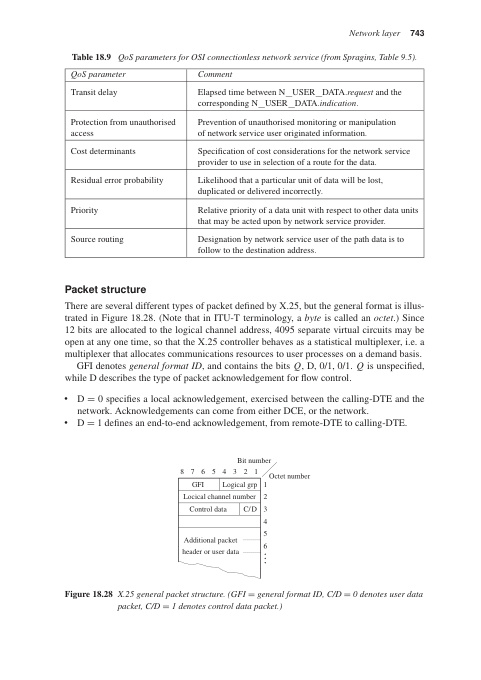 Network layer 743
Table 18.9 QoS parameters for OSI connectionless network service (from Spragins, Table 9.5).
QoS parameter Comment
Transit delay Elapsed time between N_USER_DATA.request and the
corresponding N_USER_DATA.indication.
Protection from unauthorised Prevention of unauthorised monitoring or manipulation
access of network service user originated information.
Cost determinants Specification of cost considerations for the network service
provider to use in selection of a route for the data.
Residual error probability Likelihood that a particular unit of data will be lost,
duplicated or delivered incorrectly.
Priority Relative priority of a data unit with respect to other data units
that may be acted upon by network service provider.
Source routing Designation by network service user of the path data is to
follow to the destination address.
Packet structure
There are several different types of packet defined by X.25, but the general format is illus-
trated in Figure 18.28. (Note that in ITU-T terminology, a byte is called an octet.) Since
12 bits are allocated to the logical channel address, 4095 separate virtual circuits may be
open at any one time, so that the X.25 controller behaves as a statistical multiplexer, i.e. a
multiplexer that allocates communications resources to user processes on a demand basis.
GFI denotes general format ID, and contains the bits Q, D, 0/1, 0/1. Q is unspecified,
while D describes the type of packet acknowledgement for flow control.
• D = 0 specifies a local acknowledgement, exercised between the calling-DTE and the
network. Acknowledgements can come from either DCE, or the network.
• D = 1 defines an end-to-end acknowledgement, from remote-DTE to calling-DTE.
Bit number
8 7 6 5 4 3 2 1 Octet number
GFI Logical grp 1
Locical channel number 2
Control data C/D 3
4
5
Additional packet
6
header or user data
Figure 18.28 X.25 general packet structure. (GFI = general format ID, C/D = 0 denotes user data
packet, C/D = 1 denotes control data packet.)